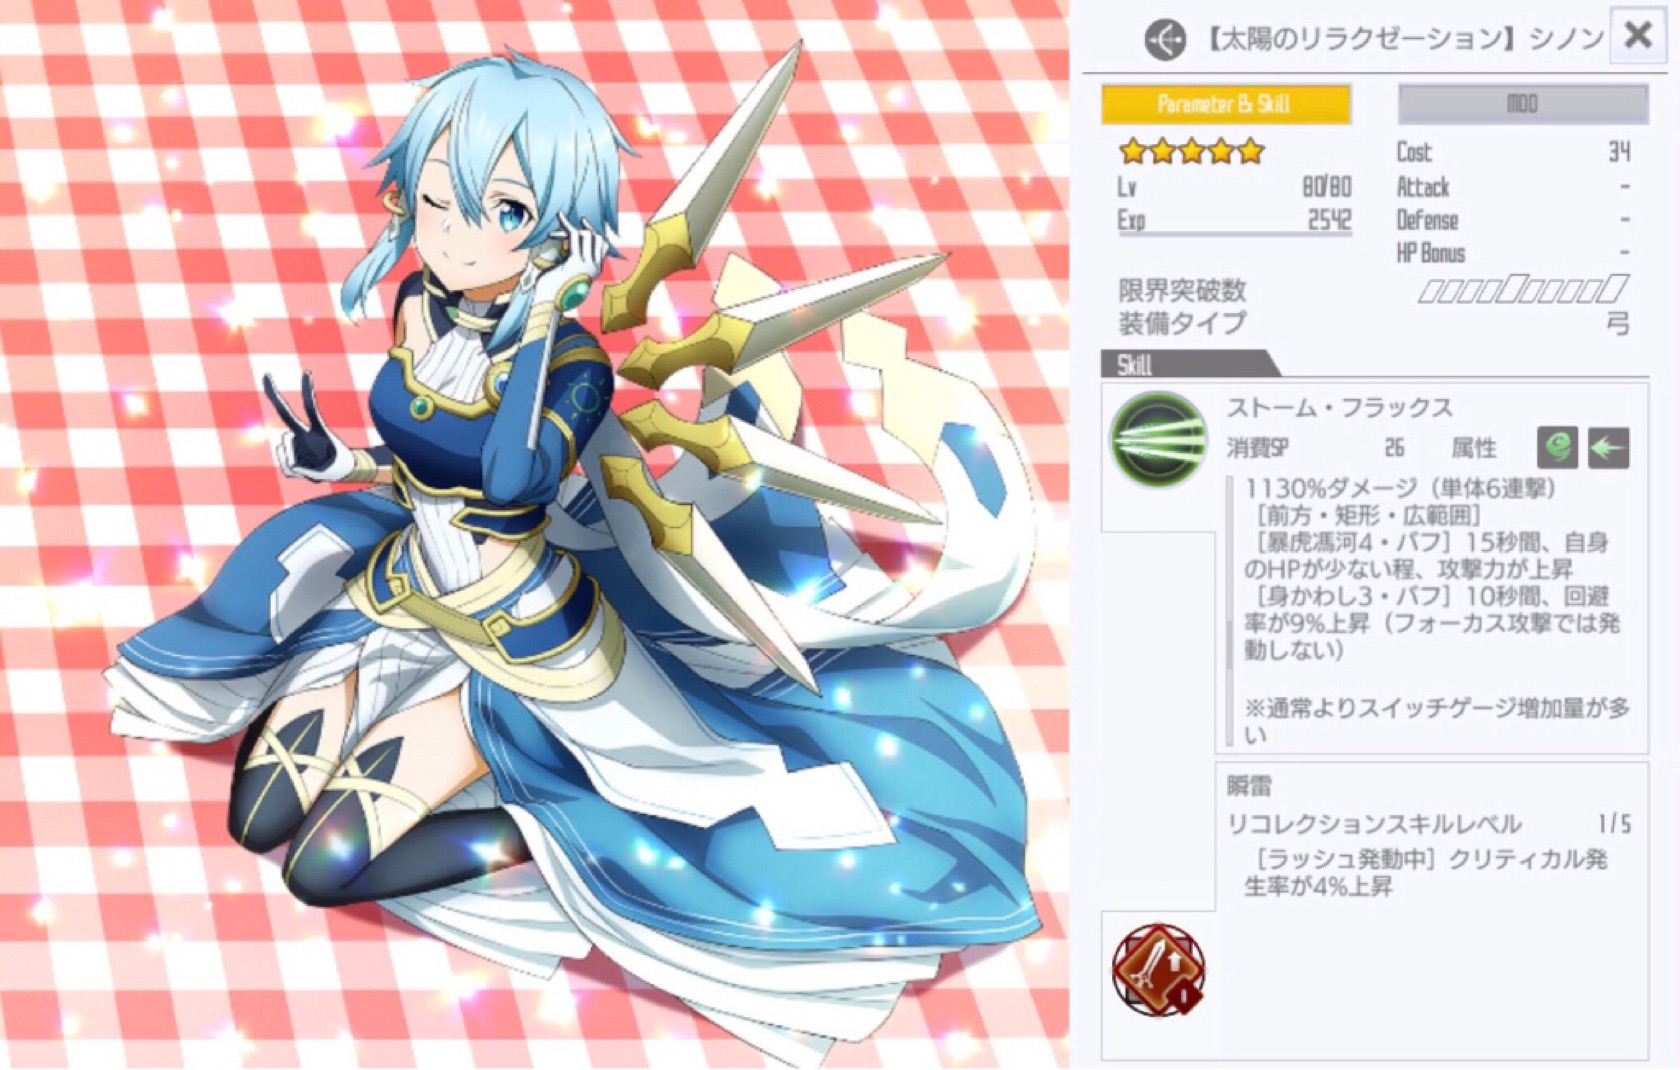 【太陽のリラクゼーション】シノン
Parameter & Skill
MOD
Lv 80/80
Exp 2542
Cost 34
Attack -
Defense -
HP Bonus -
限界突破数
装備タイプ 弓
Skill
ストーム・フラックス
消費SP 26 属性
1130%ダメージ（単体6連撃）
［前方・矩形・広範囲］
［暴虎馮河4・バフ］15秒間、自身
のHPが少ない程、攻撃力が上昇
［身かわし3・バフ］10秒間、回避
率が9%上昇（フォーカス攻撃では発
動しない）
※通常よりスイッチゲージ増加量が多
い
瞬雷
リコレクションスキルレベル 1/5
［ラッシュ発動中］クリティカル発
生率が4%上昇